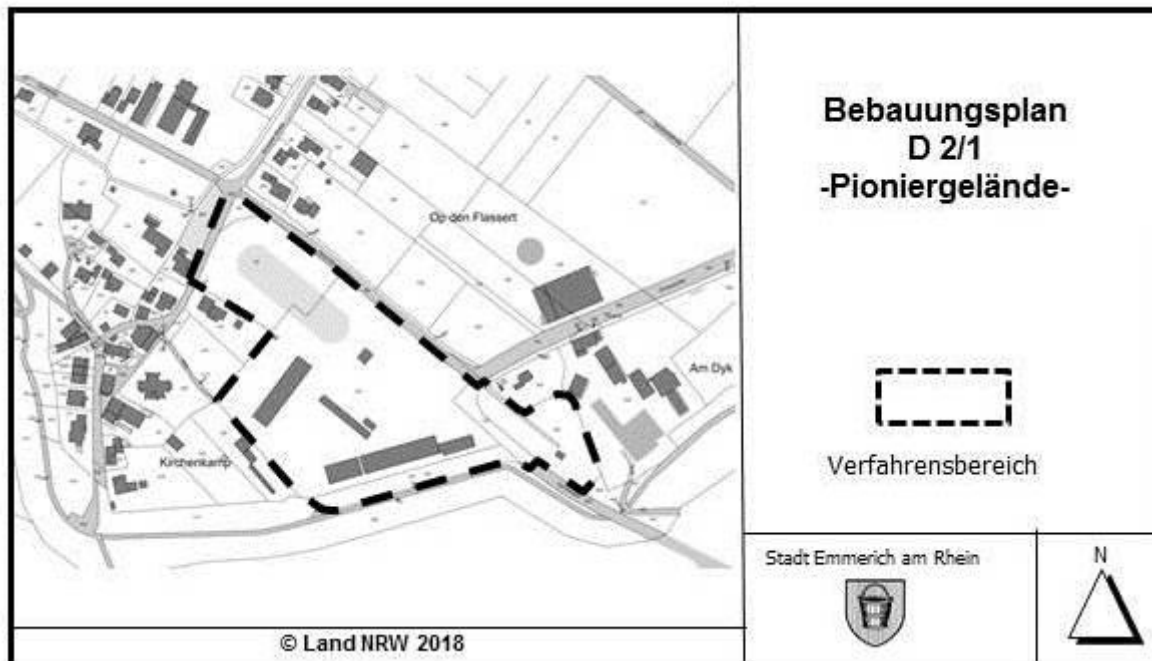 Bebauungsplan
D 2/1
-Pioniergelände-
Op den Flassert
Am Dyk
Kirchenkamp
Verfahrensbereich
Stadt Emmerich am Rhein
N
© Land NRW 2018